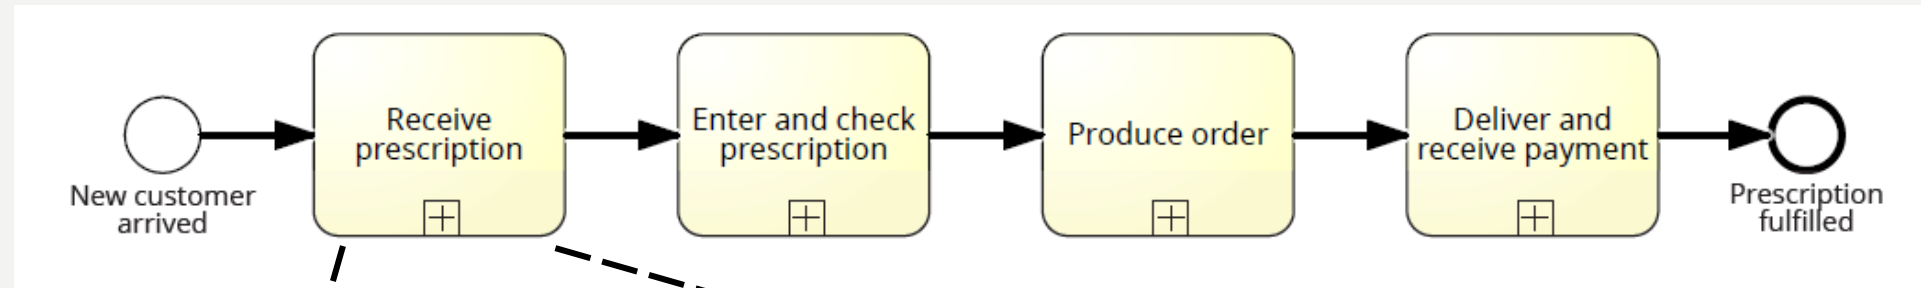 New customer
arrived
Receive
prescription
Enter and check
prescription
Produce order
Deliver and
receive payment
Prescription
fulfilled